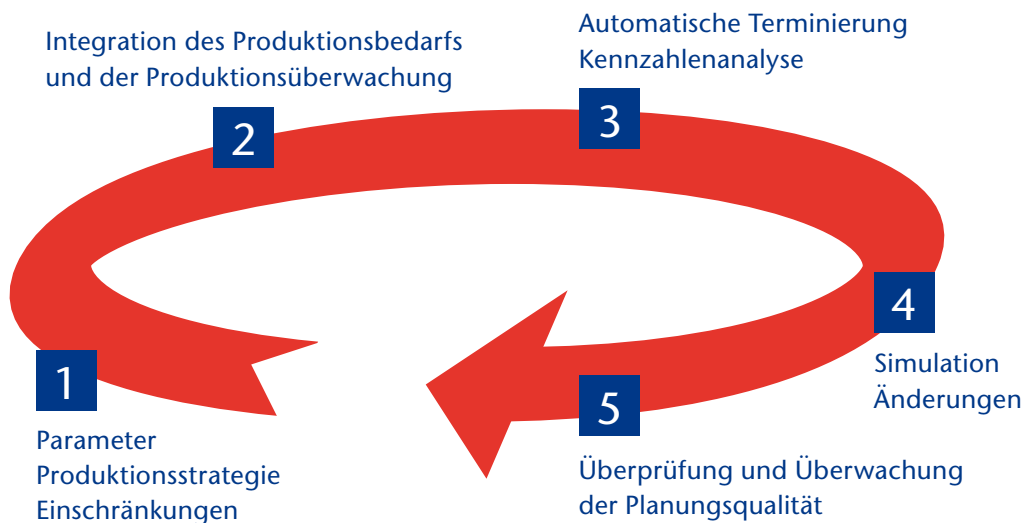 1
Parameter
Produktionsstrategie
Einschränkungen
2
Integration des Produktionsbedarfs
und der Produktionsüberwachung
3
Automatische Terminierung
Kennzahlenanalyse
4
Simulation
Änderungen
5
Überprüfung und Überwachung
der Planungsqualität